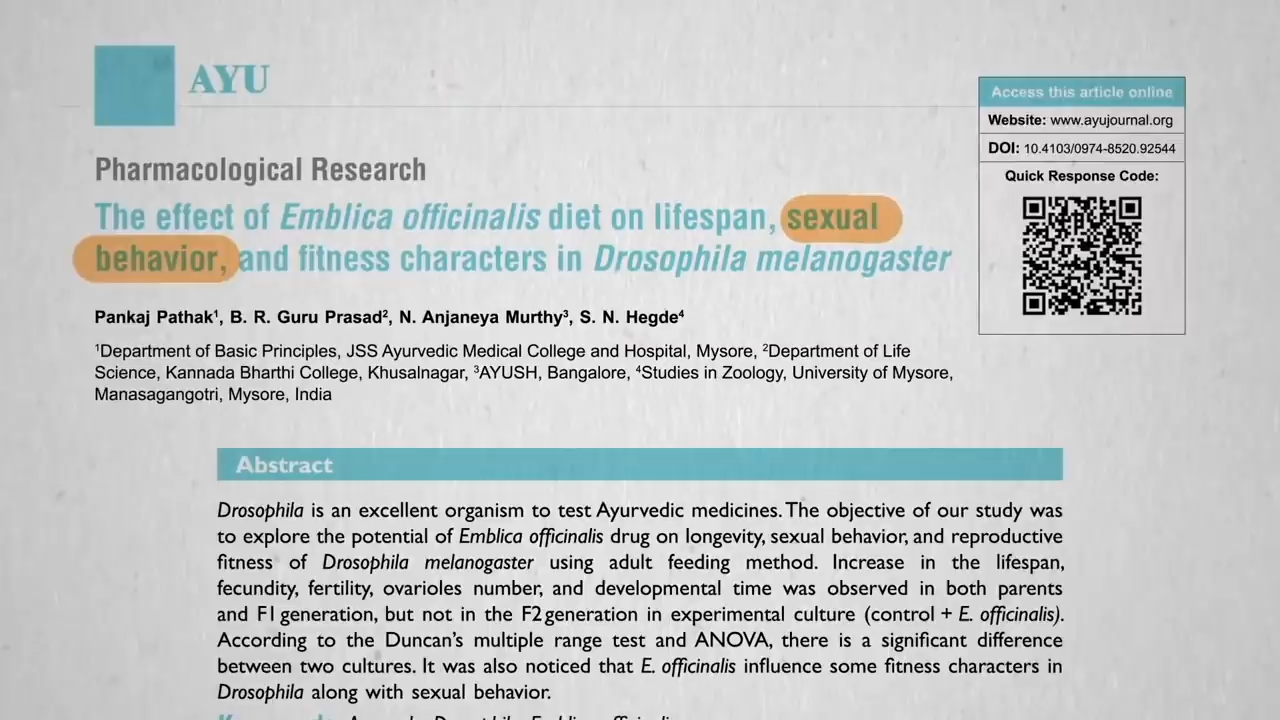 AYU
Access this article online
Website: www.ayujournal.org
DOI: 10.4103/0974-8520.92544
Quick Response Code:
Pharmacological Research
The effect of Emblica officinalis diet on lifespan, sexual
behavior, and fitness characters in Drosophila melanogaster
Pankaj Pathak¹, B. R. Guru Prasad², N. Anjaneya Murthy³, S. N. Hegde⁴
¹Department of Basic Principles, JSS Ayurvedic Medical College and Hospital, Mysore, ²Department of Life
Science, Kannada Bharthi College, Khusalnagar, ³AYUSH, Bangalore, ⁴Studies in Zoology, University of Mysore,
Manasagangotri, Mysore, India
Abstract
Drosophila is an excellent organism to test Ayurvedic medicines. The objective of our study was
to explore the potential of Emblica officinalis drug on longevity, sexual behavior, and reproductive
fitness of Drosophila melanogaster using adult feeding method. Increase in the lifespan,
fecundity, fertility, ovarioles number, and developmental time was observed in both parents
and F1 generation, but not in the F2 generation in experimental culture (control + E. officinalis).
According to the Duncan's multiple range test and ANOVA, there is a significant difference
between two cultures. It was also noticed that E. officinalis influence some fitness characters in
Drosophila along with sexual behavior.